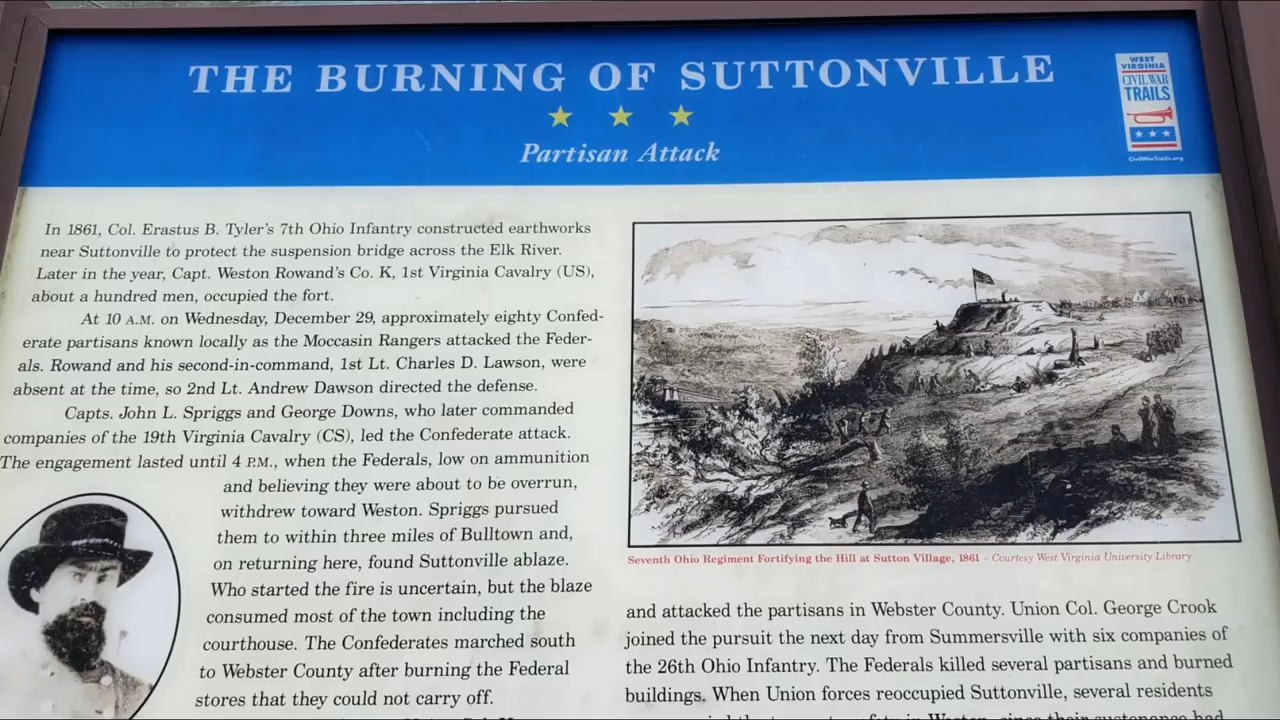 THE BURNING OF SUTTONVILLE
Partisan Attack
WEST
VIRGINIA
CIVIL WAR
TRAILS
CivilWarTrails.org
In 1861, Col. Erastus B. Tyler's 7th Ohio Infantry constructed earthworks
near Suttonville to protect the suspension bridge across the Elk River.
Later in the year, Capt. Weston Rowand's Co. K, 1st Virginia Cavalry (US),
about a hundred men, occupied the fort.
At 10 A.M. on Wednesday, December 29, approximately eighty Confed-
erate partisans known locally as the Moccasin Rangers attacked the Feder-
als. Rowand and his second-in-command, 1st Lt. Charles D. Lawson, were
absent at the time, so 2nd Lt. Andrew Dawson directed the defense.
Capts. John L. Spriggs and George Downs, who later commanded
companies of the 19th Virginia Cavalry (CS), led the Confederate attack.
The engagement lasted until 4 P.M., when the Federals, low on ammunition
and believing they were about to be overrun,
withdrew toward Weston. Spriggs pursued
them to within three miles of Bulltown and,
on returning here, found Suttonville ablaze.
Who started the fire is uncertain, but the blaze
consumed most of the town including the
courthouse. The Confederates marched south
to Webster County after burning the Federal
stores that they could not carry off.
Seventh Ohio Regiment Fortifying the Hill at Sutton Village, 1861 – Courtesy West Virginia University Library
and attacked the partisans in Webster County. Union Col. George Crook
joined the pursuit the next day from Summersville with six companies of
the 26th Ohio Infantry. The Federals killed several partisans and burned
buildings. When Union forces reoccupied Suttonville, several residents
in Weston, since their sustenance had